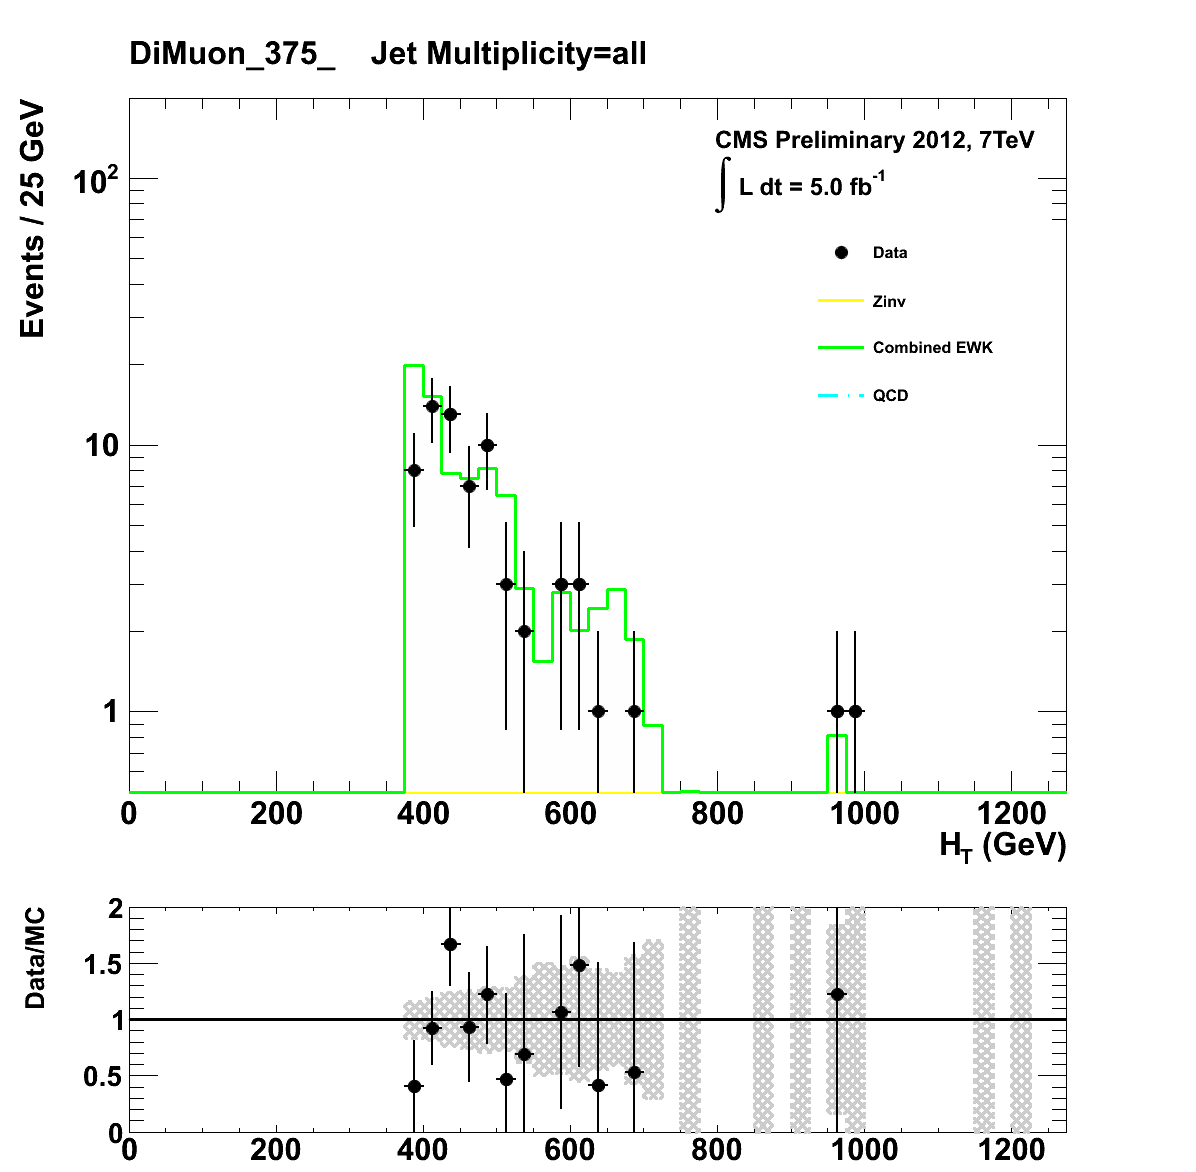 DiMuon_375_ Jet Multiplicity=all
Events / 25 GeV
CMS Preliminary 2012, 7TeV
∫ L dt = 5.0 fb⁻¹
Data
Zinv
Combined EWK
QCD
10²
10
1
0 200 400 600 800 1000 1200
H_T (GeV)
Data/MC
2
1.5
1
0.5
0
0 200 400 600 800 1000 1200